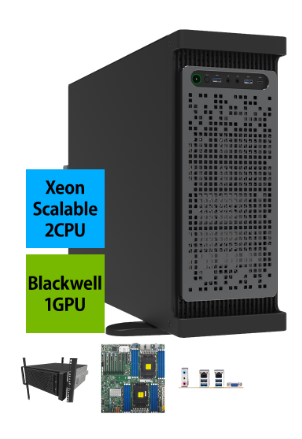 Xeon
Scalable
2CPU
Blackwell
1GPU